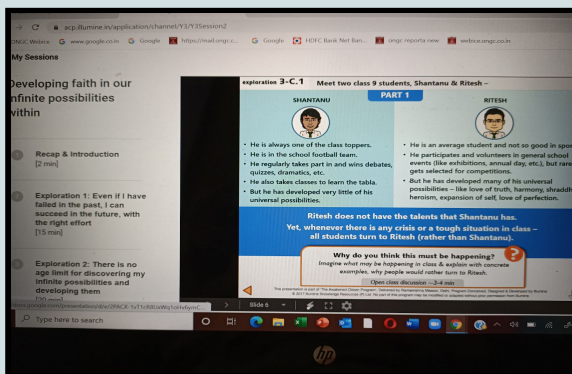 acp.illumine.in/application/channel/Y3/Y3Session2
ONGC Webice
www.google.co.in
Google
https://mail.ongc.c...
Google
HDFC Bank Net Ban...
ongc reporta new
webice.ongc.co.in
My Sessions
Developing faith in our
infinite possibilities
within
Recap & Introduction
[2 min]
Exploration 1: Even if I have
failed in the past, I can
succeed in the future, with
the right effort
[15 min]
Exploration 2: There is no
age limit for discovering my
infinite possibilities and
developing them
exploration 3-C.1 Meet two class 9 students, Shantanu & Ritesh –
PART 1
SHANTANU
• He is always one of the class toppers.
• He is in the school football team.
• He regularly takes part in and wins debates,
quizzes, dramatics, etc.
• He also takes classes to learn the tabla.
• But he has developed very little of his
universal possibilities.
RITESH
• He is an average student and not so good in spor
• He participates and volunteers in general school
events (like exhibitions, annual day, etc.), but rare
gets selected for competitions.
• But he has developed many of his universal
possibilities – like love of truth, harmony, shraddh
heroism, expansion of self, love of perfection.
Ritesh does not have the talents that Shantanu has.
Yet, whenever there is any crisis or a tough situation in class –
all students turn to Ritesh (rather than Shantanu).
Why do you think this must be happening?
Imagine what may be happening in class & explain with concrete
examples, why people would rather turn to Ritesh.
Open class discussion —3-4 min
Slide 6
Type here to search
hp